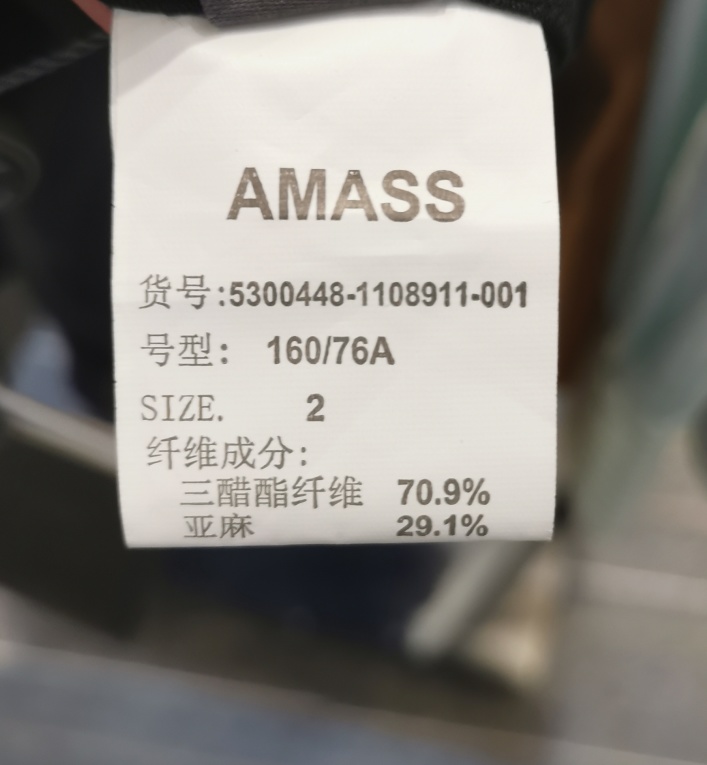 AMASS
货号:5300448-1108911-001
号型: 160/76A
SIZE. 2
纤维成分:
三醋酯纤维 70.9%
亚麻 29.1%